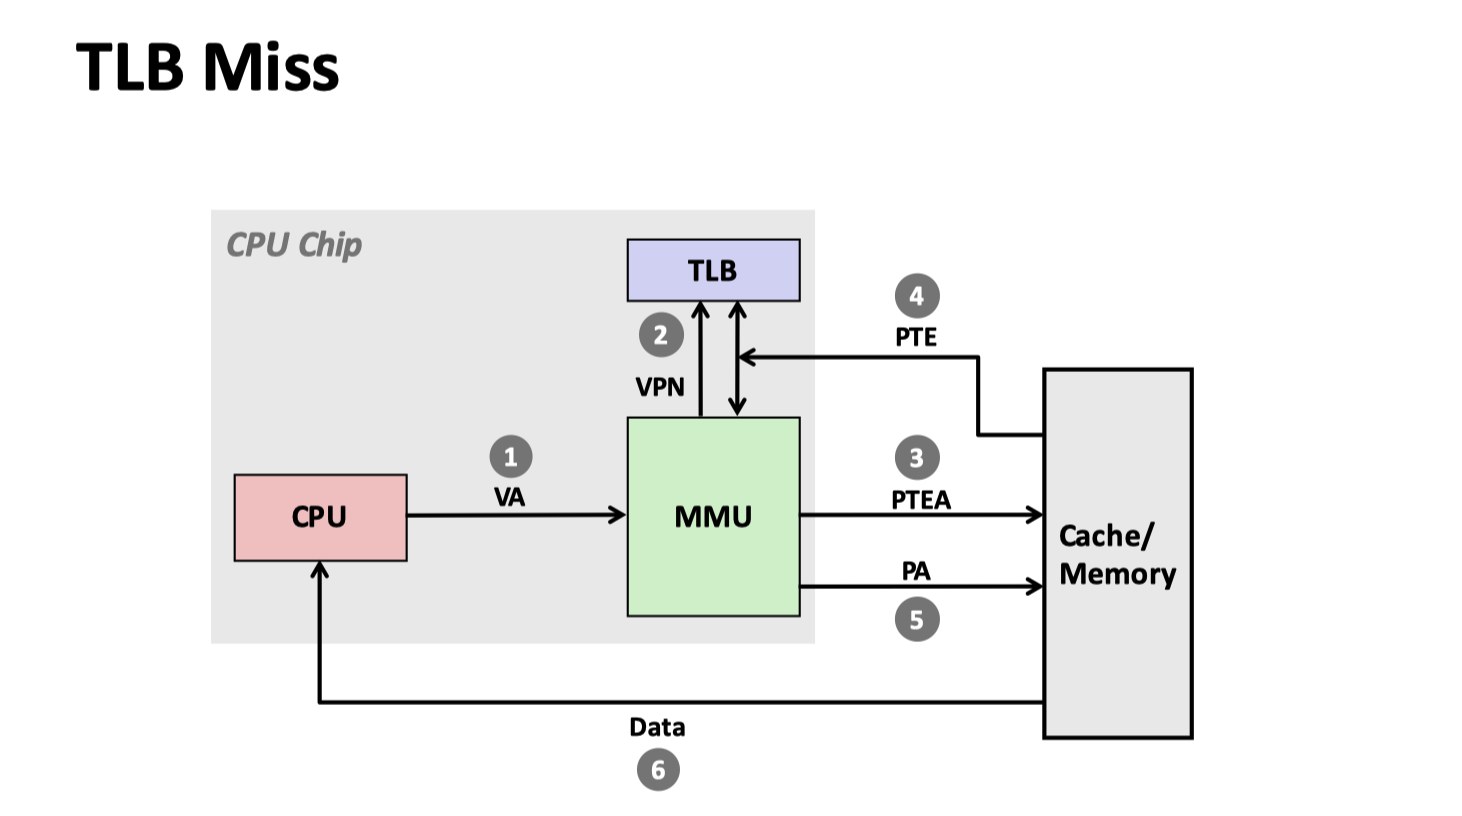 TLB Miss
CPU Chip
TLB
2
VPN
4
PTE
1
VA
CPU
MMU
3
PTEA
PA
5
Cache/
Memory
Data
6